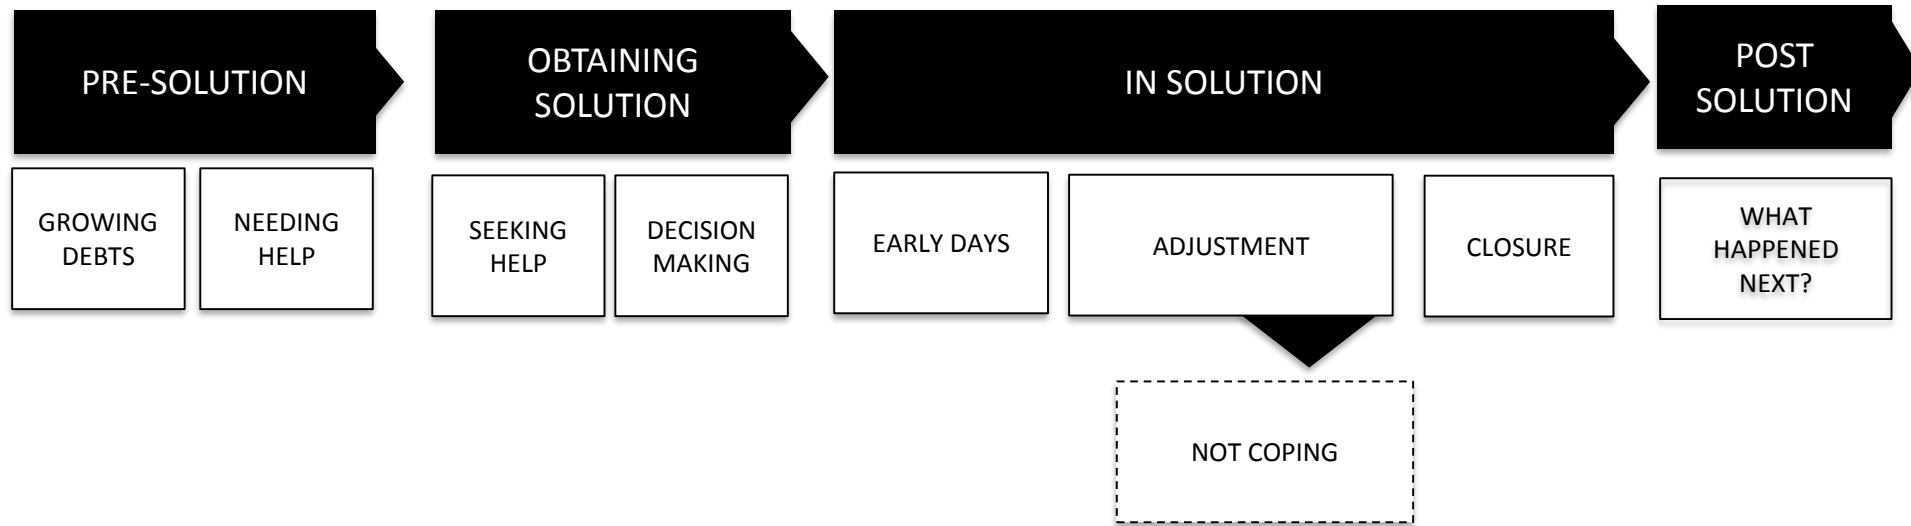 PRE-SOLUTION
OBTAINING
SOLUTION
IN SOLUTION
POST
SOLUTION
GROWING
DEBTS
NEEDING
HELP
SEEKING
HELP
DECISION
MAKING
EARLY DAYS
ADJUSTMENT
CLOSURE
WHAT
HAPPENED
NEXT?
NOT COPING